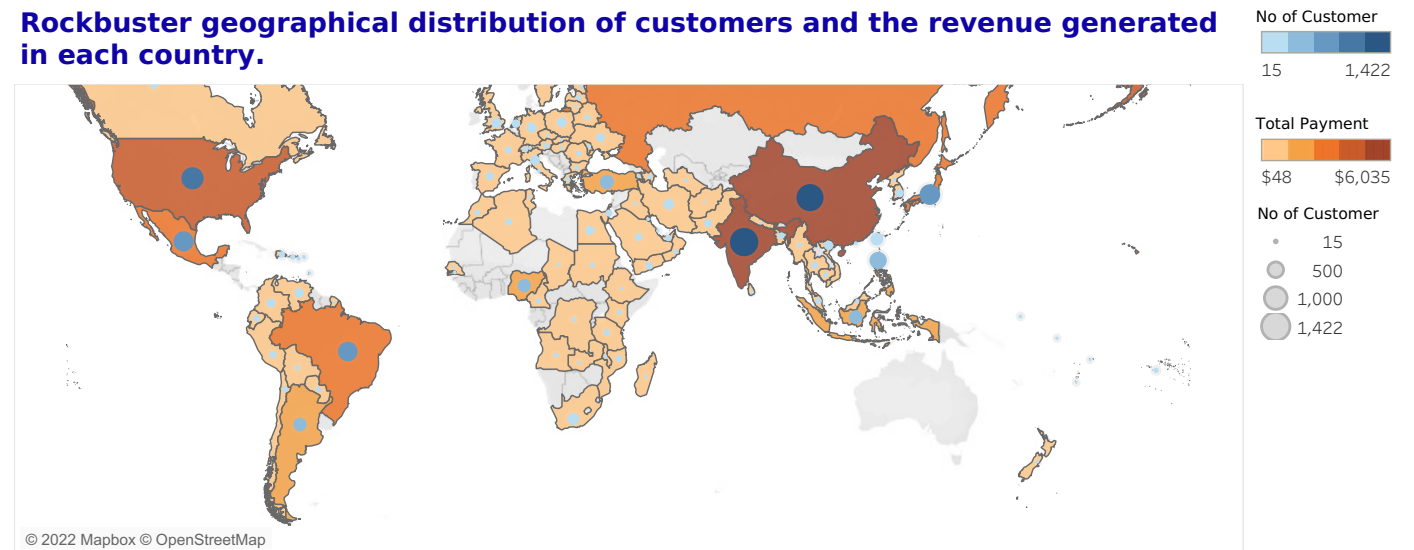 Rockbuster geographical distribution of customers and the revenue generated
in each country.
No of Customer
15 1,422
Total Payment
$48 $6,035
No of Customer
15
500
1,000
1,422
© 2022 Mapbox © OpenStreetMap